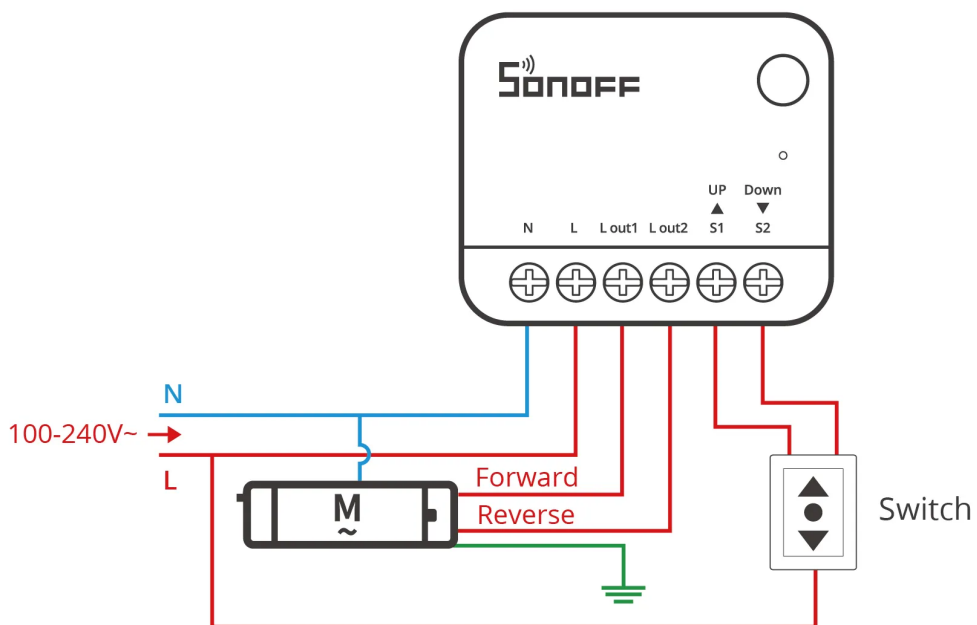 SONOFF
UP Down
N L L out1 L out2 S1 S2
N
100-240V~
L
Forward
M
~
Reverse
Switch